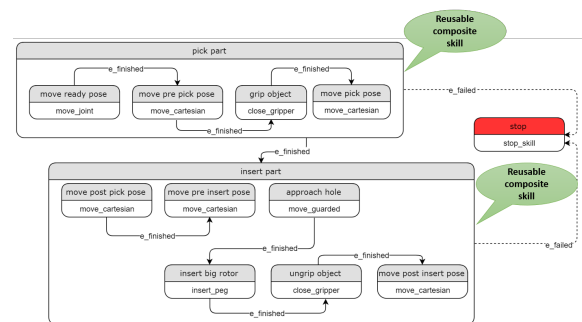 Reusable
composite
skill
pick part
e_finished
e_finished
move ready pose
move_joint
move pre pick pose
move_cartesian
grip object
close_gripper
move pick pose
move_cartesian
e_finished
e_failed
stop
stop_skill
e_finished
insert part
Reusable
composite
skill
move post pick pose
move_cartesian
move pre insert pose
move_cartesian
approach hole
move_guarded
e_finished
e_finished
e_failed
e_finished
insert big rotor
insert_peg
ungrip object
close_gripper
move post insert pose
move_cartesian
e_finished